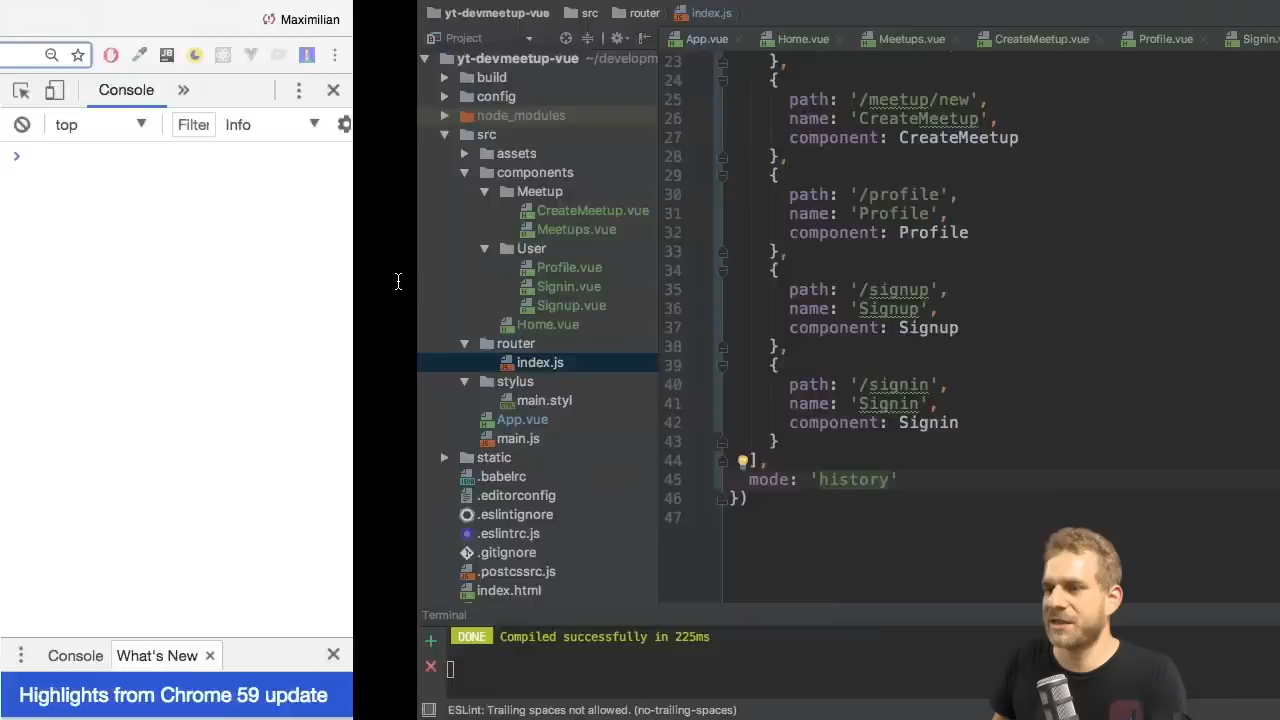 Maximilian
Console
top
Filter
Info
>
Console
What's New
Highlights from Chrome 59 update
yt-devmeetup-vue
src
router
index.js
Project
App.vue
Home.vue
Meetups.vue
CreateMeetup.vue
Profile.vue
Signin.
yt-devmeetup-vue ~/developm
build
config
node_modules
src
assets
components
Meetup
CreateMeetup.vue
Meetups.vue
User
Profile.vue
Signin.vue
Signup.vue
Home.vue
router
index.js
stylus
main.styl
App.vue
main.js
static
.babelrc
.editorconfig
.eslintignore
.eslintrc.js
.gitignore
.postcssrc.js
index.html
23 },
24 {
25 path: '/meetup/new',
26 name: 'CreateMeetup',
27 component: CreateMeetup
28 },
29 {
30 path: '/profile',
31 name: 'Profile',
32 component: Profile
33 },
34 {
35 path: '/signup',
36 name: 'Signup',
37 component: Signup
38 },
39 {
40 path: '/signin',
41 name: 'Signin',
42 component: Signin
43 }
44 ],
45 mode: 'history'
46 })
47
Terminal
DONE Compiled successfully in 225ms
ESLint: Trailing spaces not allowed. (no-trailing-spaces)